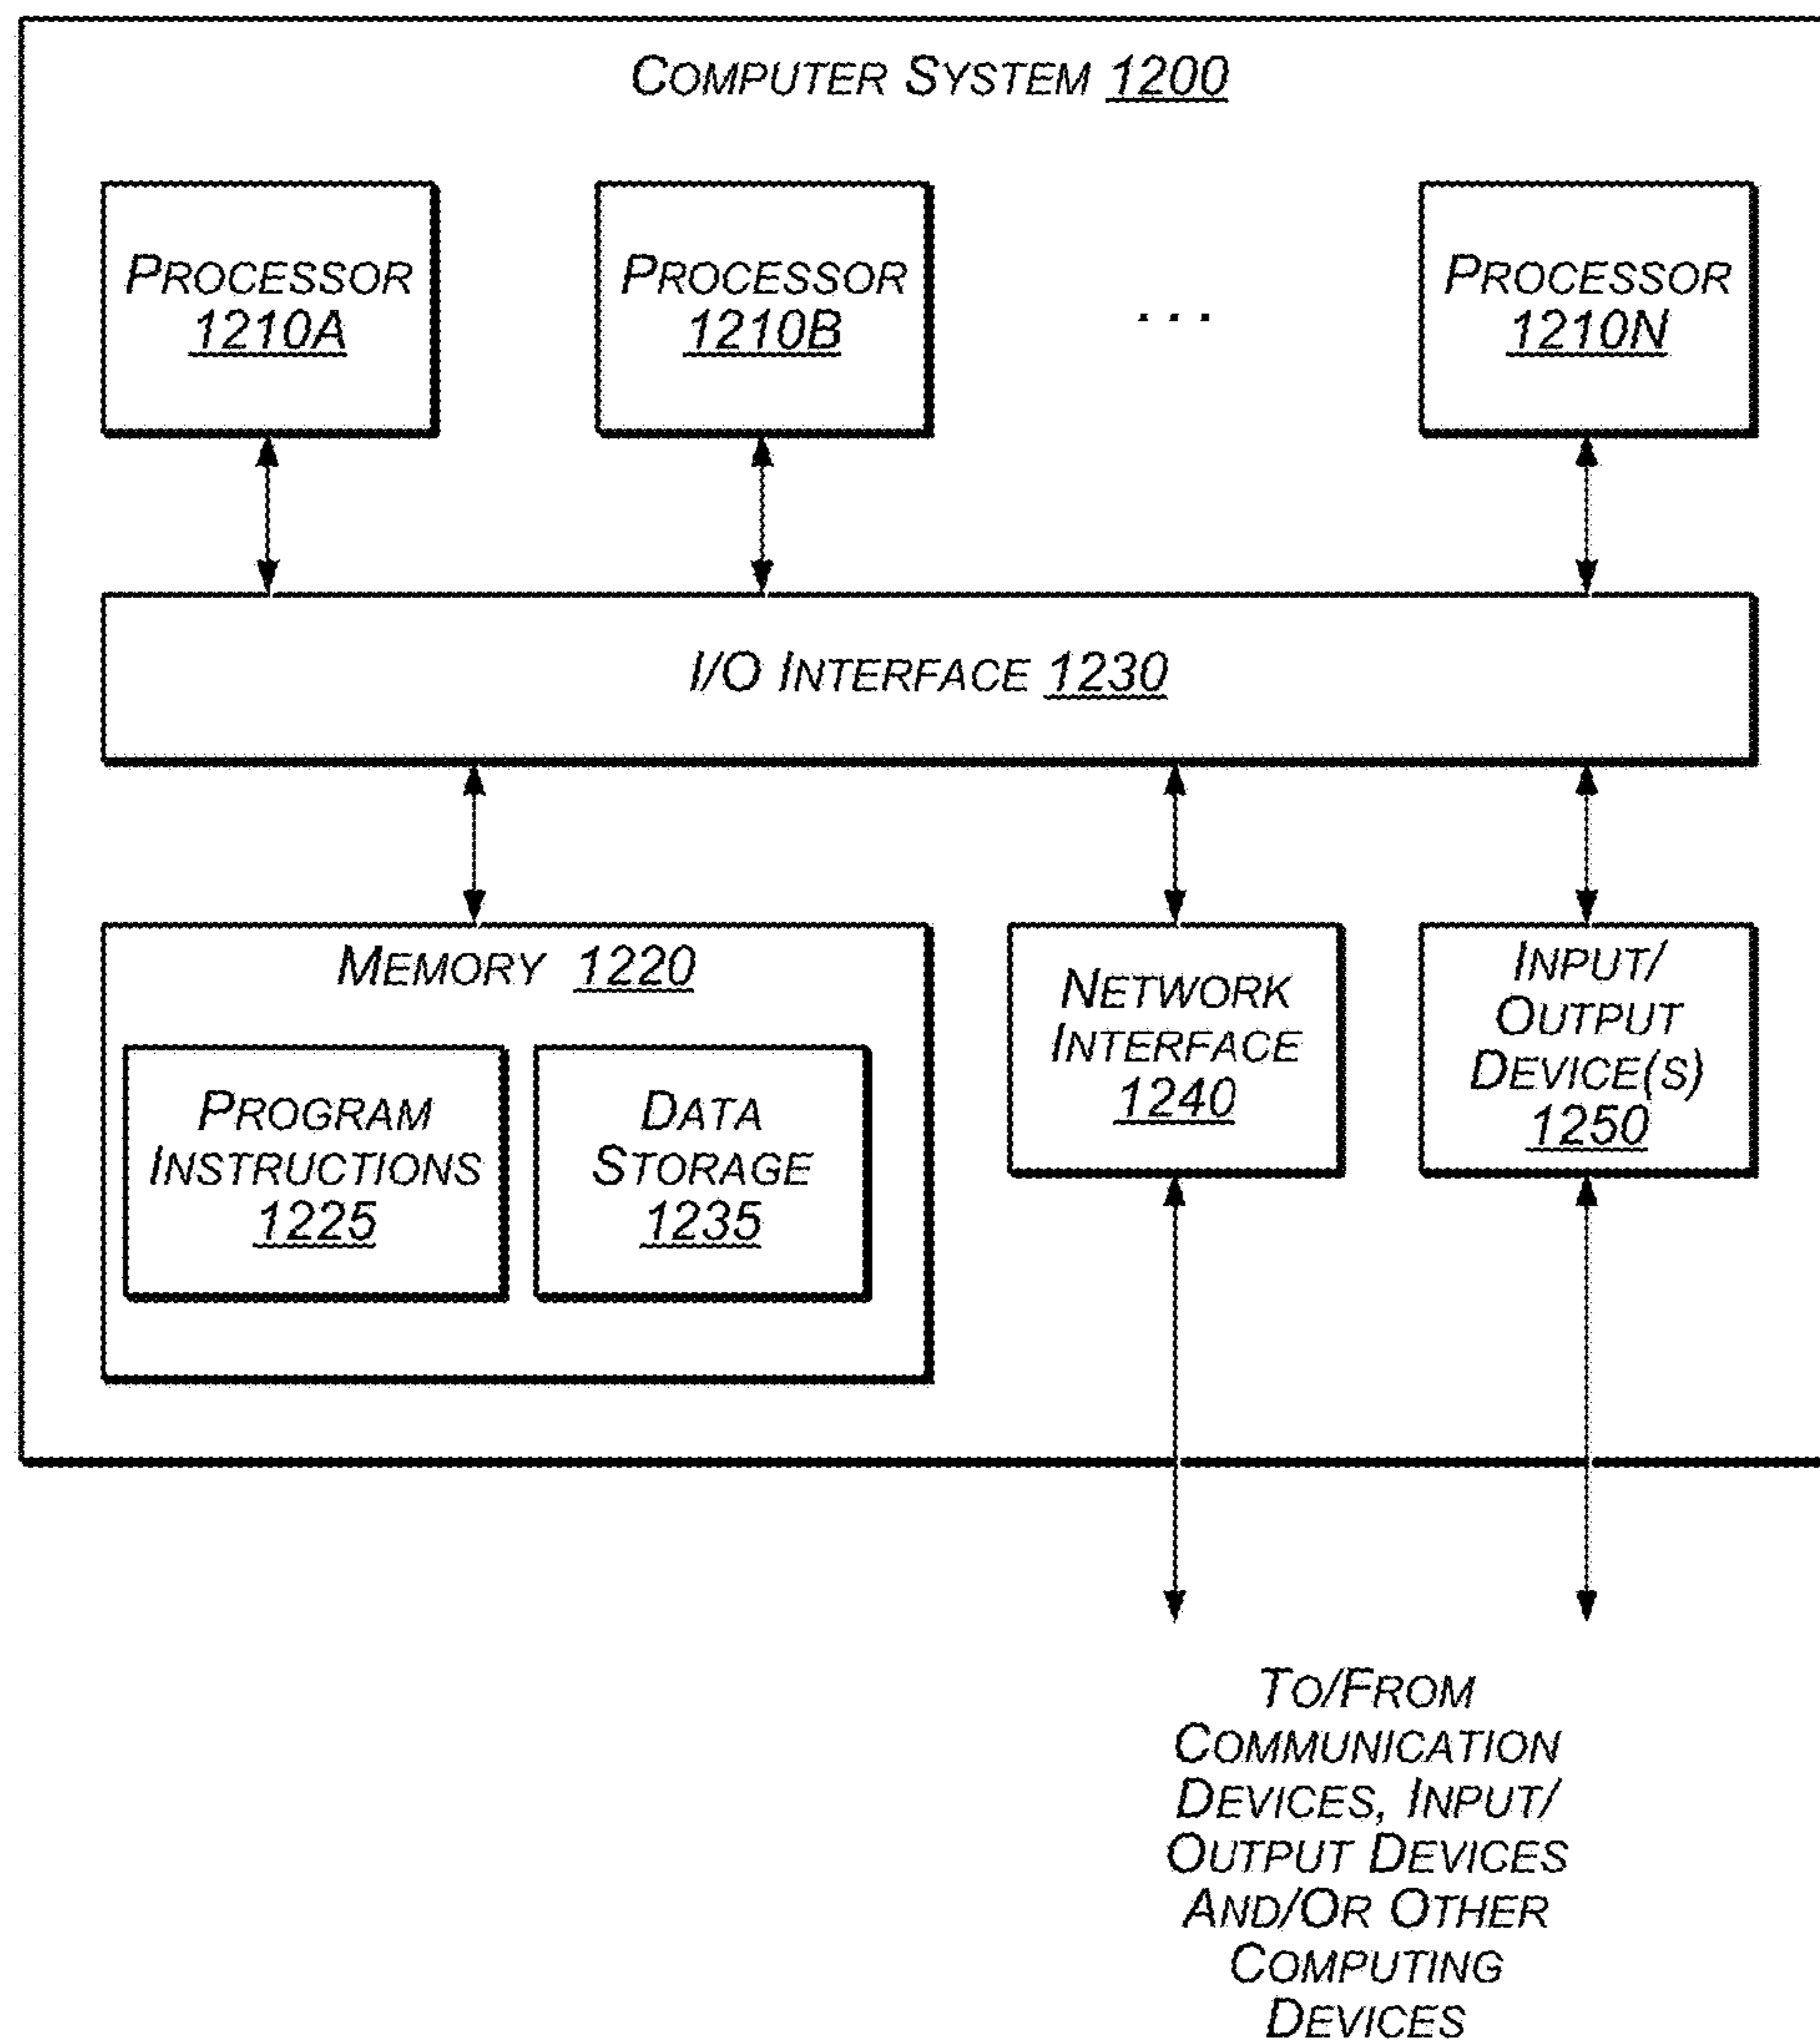 COMPUTER SYSTEM 1200
PROCESSOR
1210A
PROCESSOR
1210B
. . .
PROCESSOR
1210N
I/O INTERFACE 1230
MEMORY 1220
PROGRAM
INSTRUCTIONS
1225
DATA
STORAGE
1235
NETWORK
INTERFACE
1240
INPUT/
OUTPUT
DEVICE(S)
1250
TO/FROM
COMMUNICATION
DEVICES, INPUT/
OUTPUT DEVICES
AND/OR OTHER
COMPUTING
DEVICES